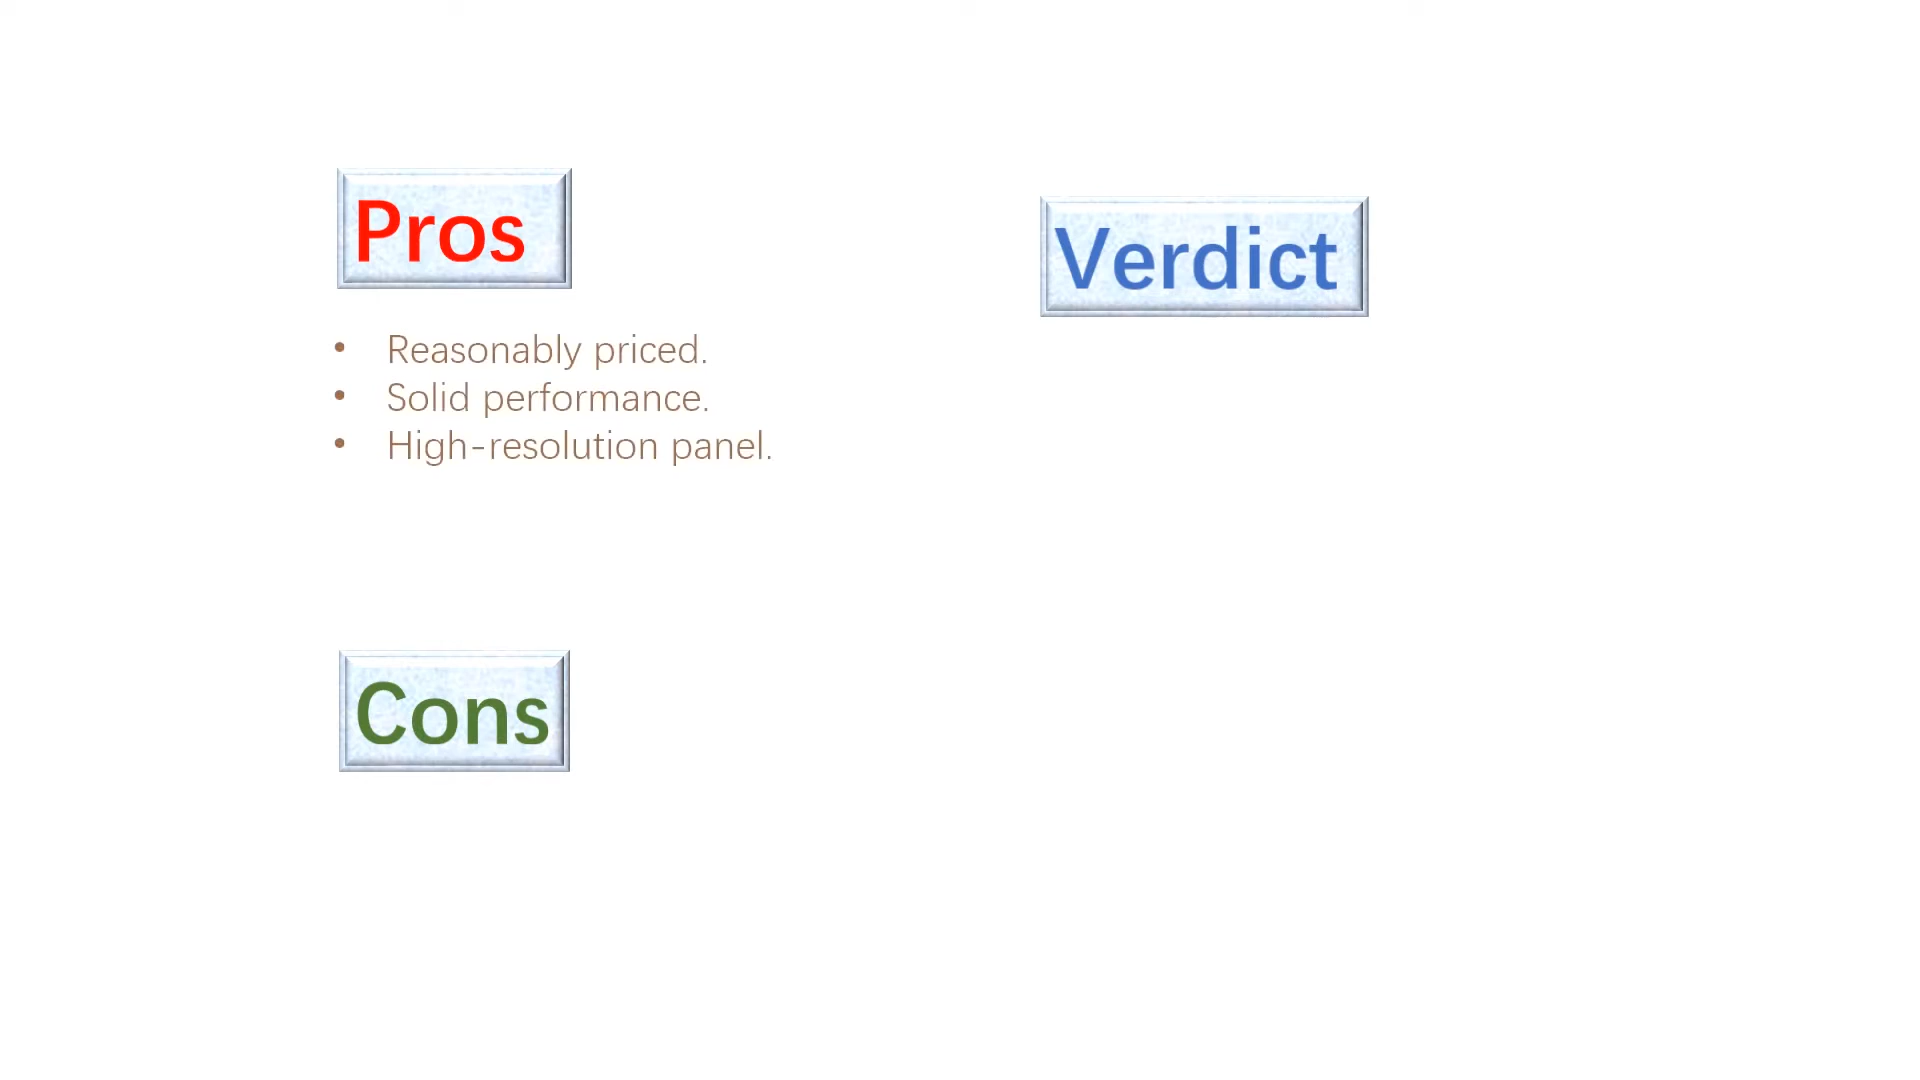 Pros
• Reasonably priced.
• Solid performance.
• High-resolution panel.
Cons
Verdict